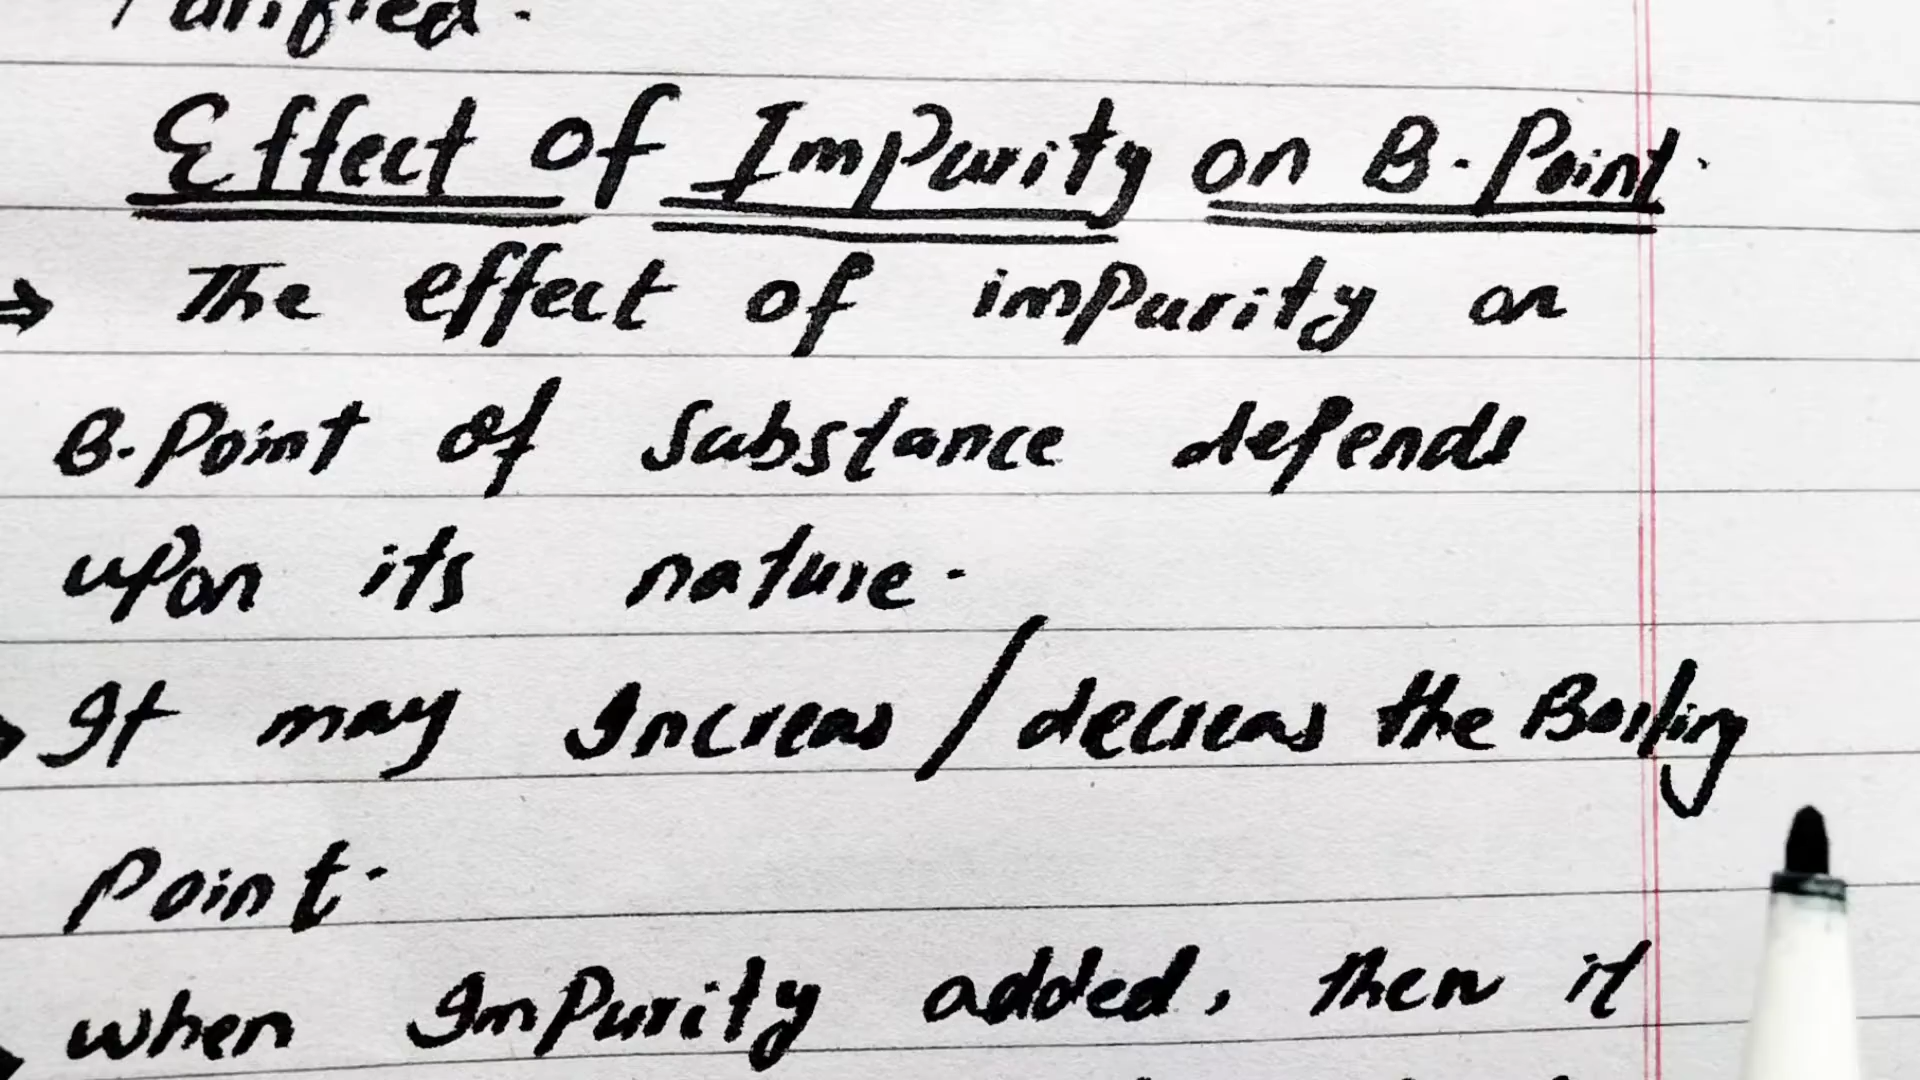 Purified.
Effect of Impurity on B.Point.
⇒ The effect of impurity on
B.Point of Substance depends
upon its nature.
It may Increas / decreas the Boiling
Point.
when Impurity added, then it